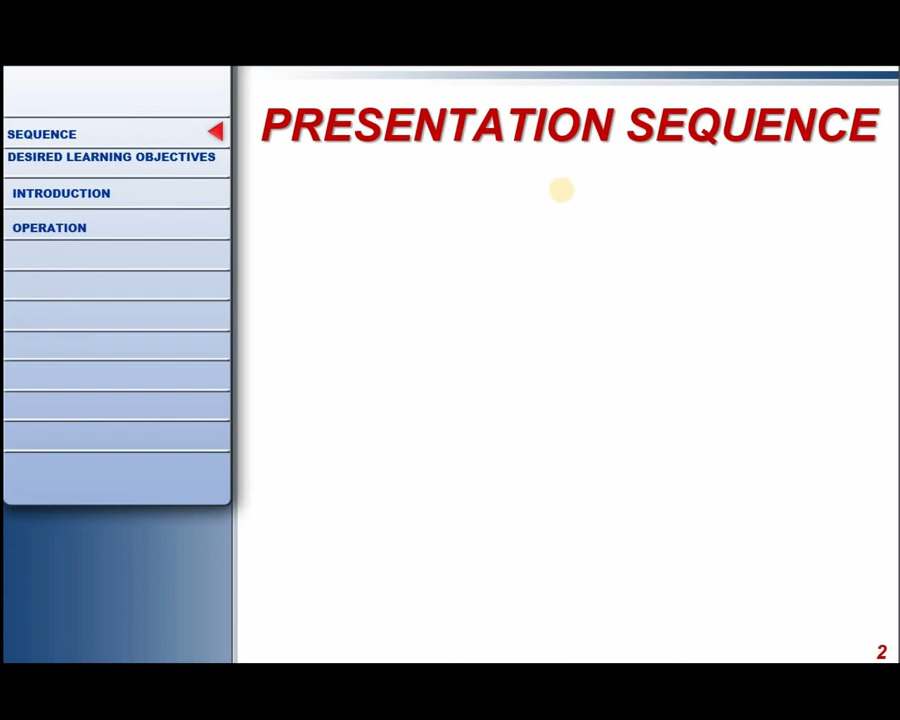 SEQUENCE
DESIRED LEARNING OBJECTIVES
INTRODUCTION
OPERATION
PRESENTATION SEQUENCE
2